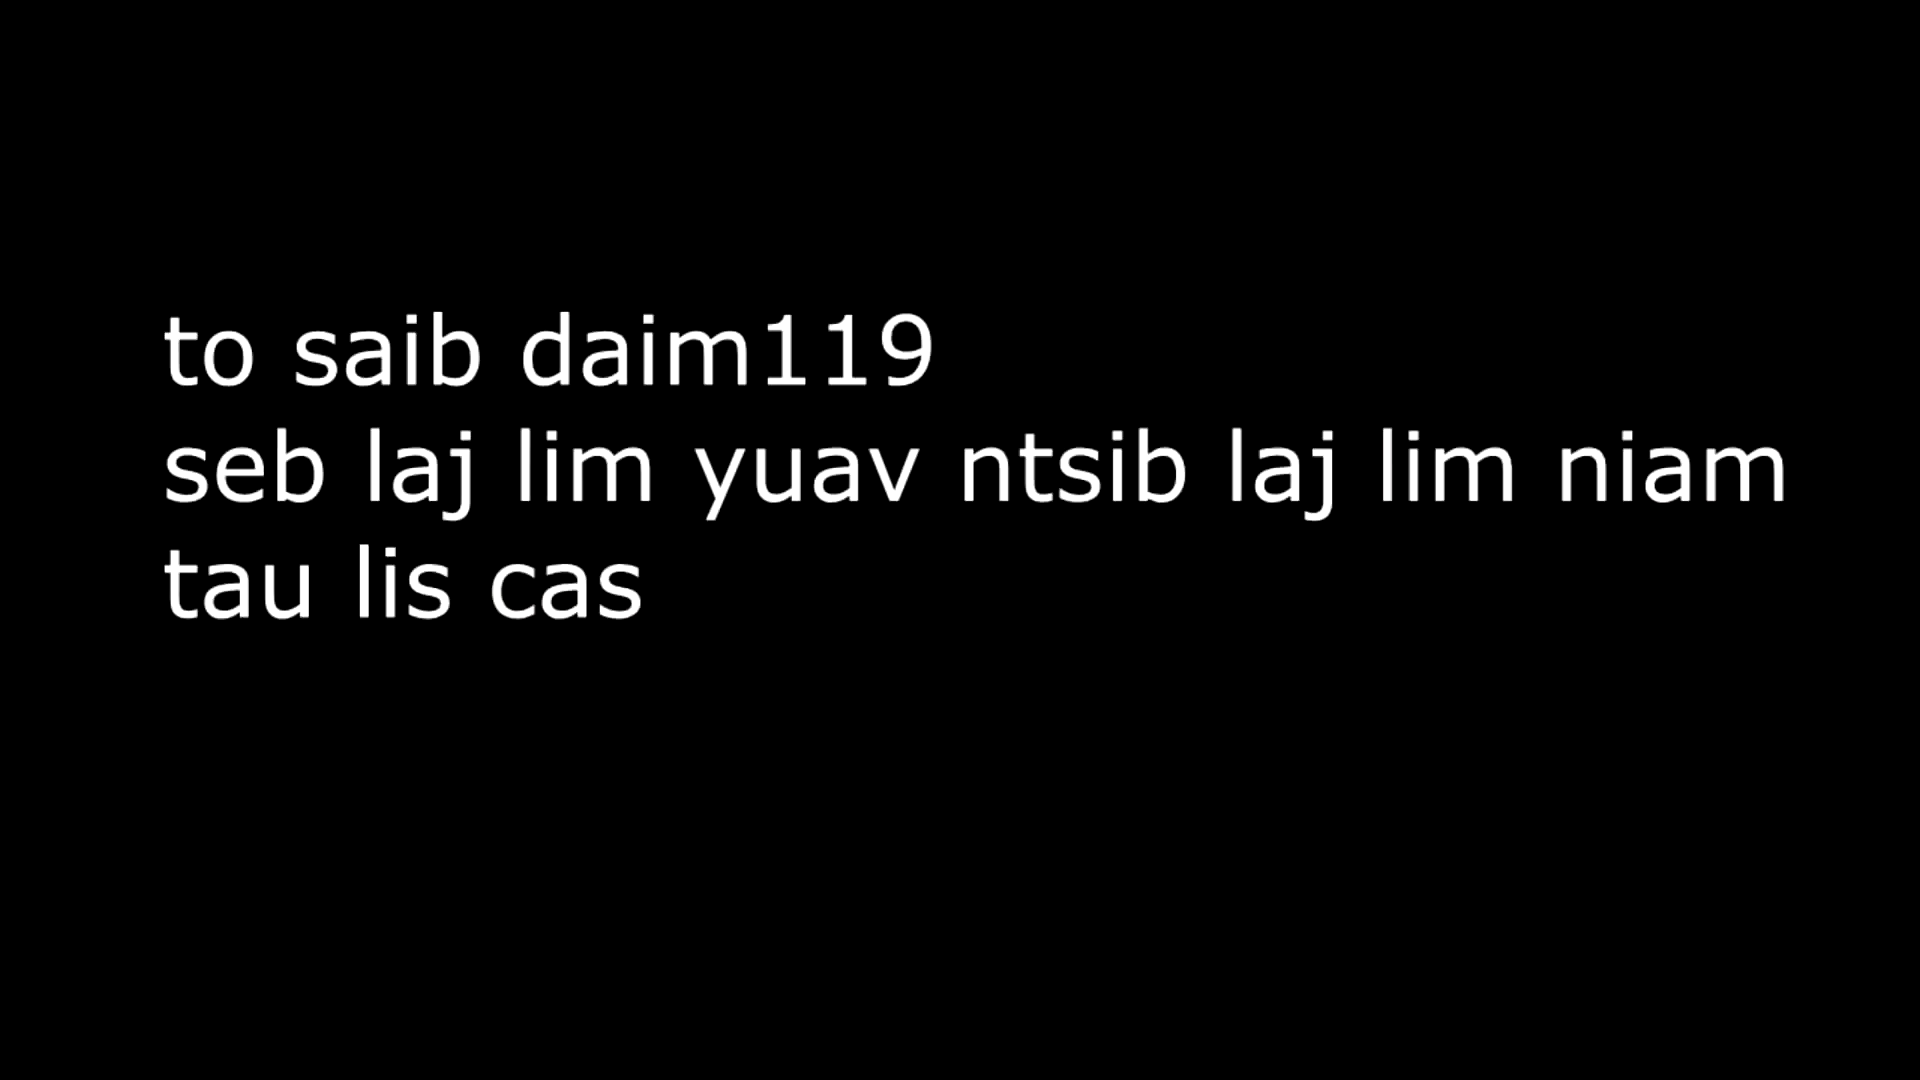 to saib daim119
seb laj lim yuav ntsib laj lim niam
tau lis cas